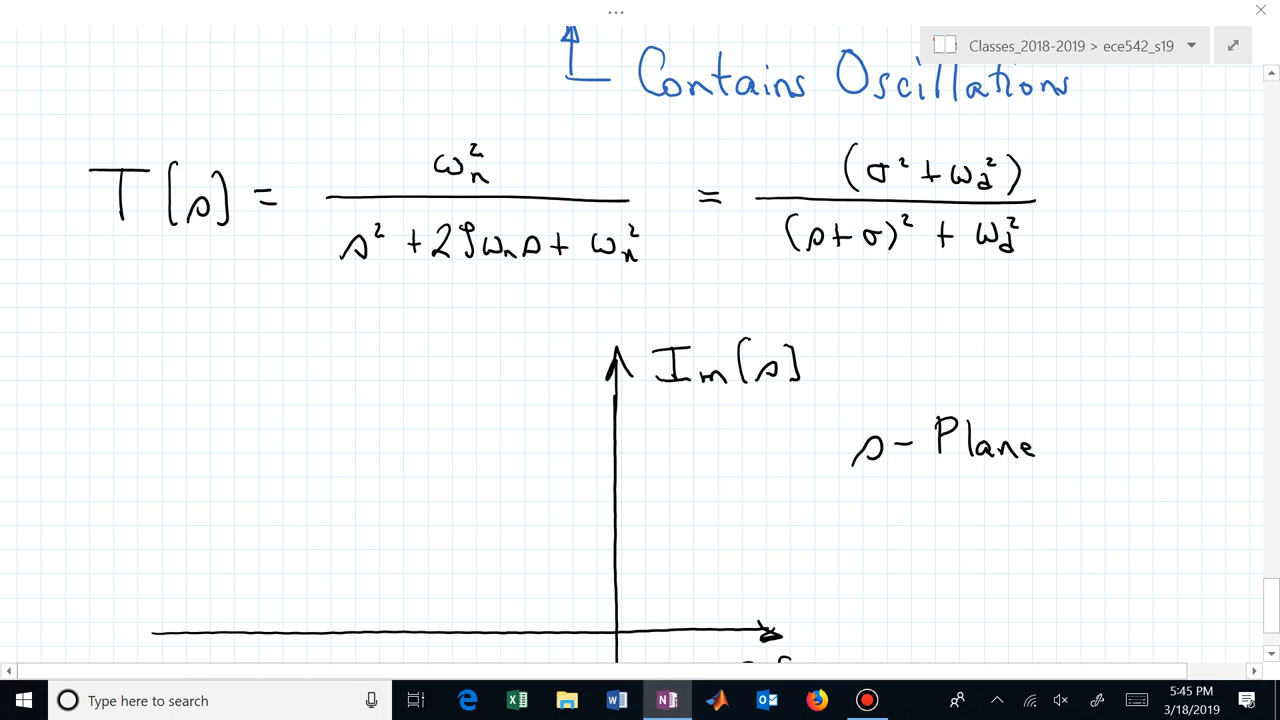 ...
Classes_2018-2019 > ece542_s19
Contains Oscillations
T[s] = ωn² / (s² + 2ζωns + ωn²) = (σ² + ωd²) / ((s+σ)² + ωd²)
Im[s]
s-Plane
Type here to search
5:45 PM
3/18/2019